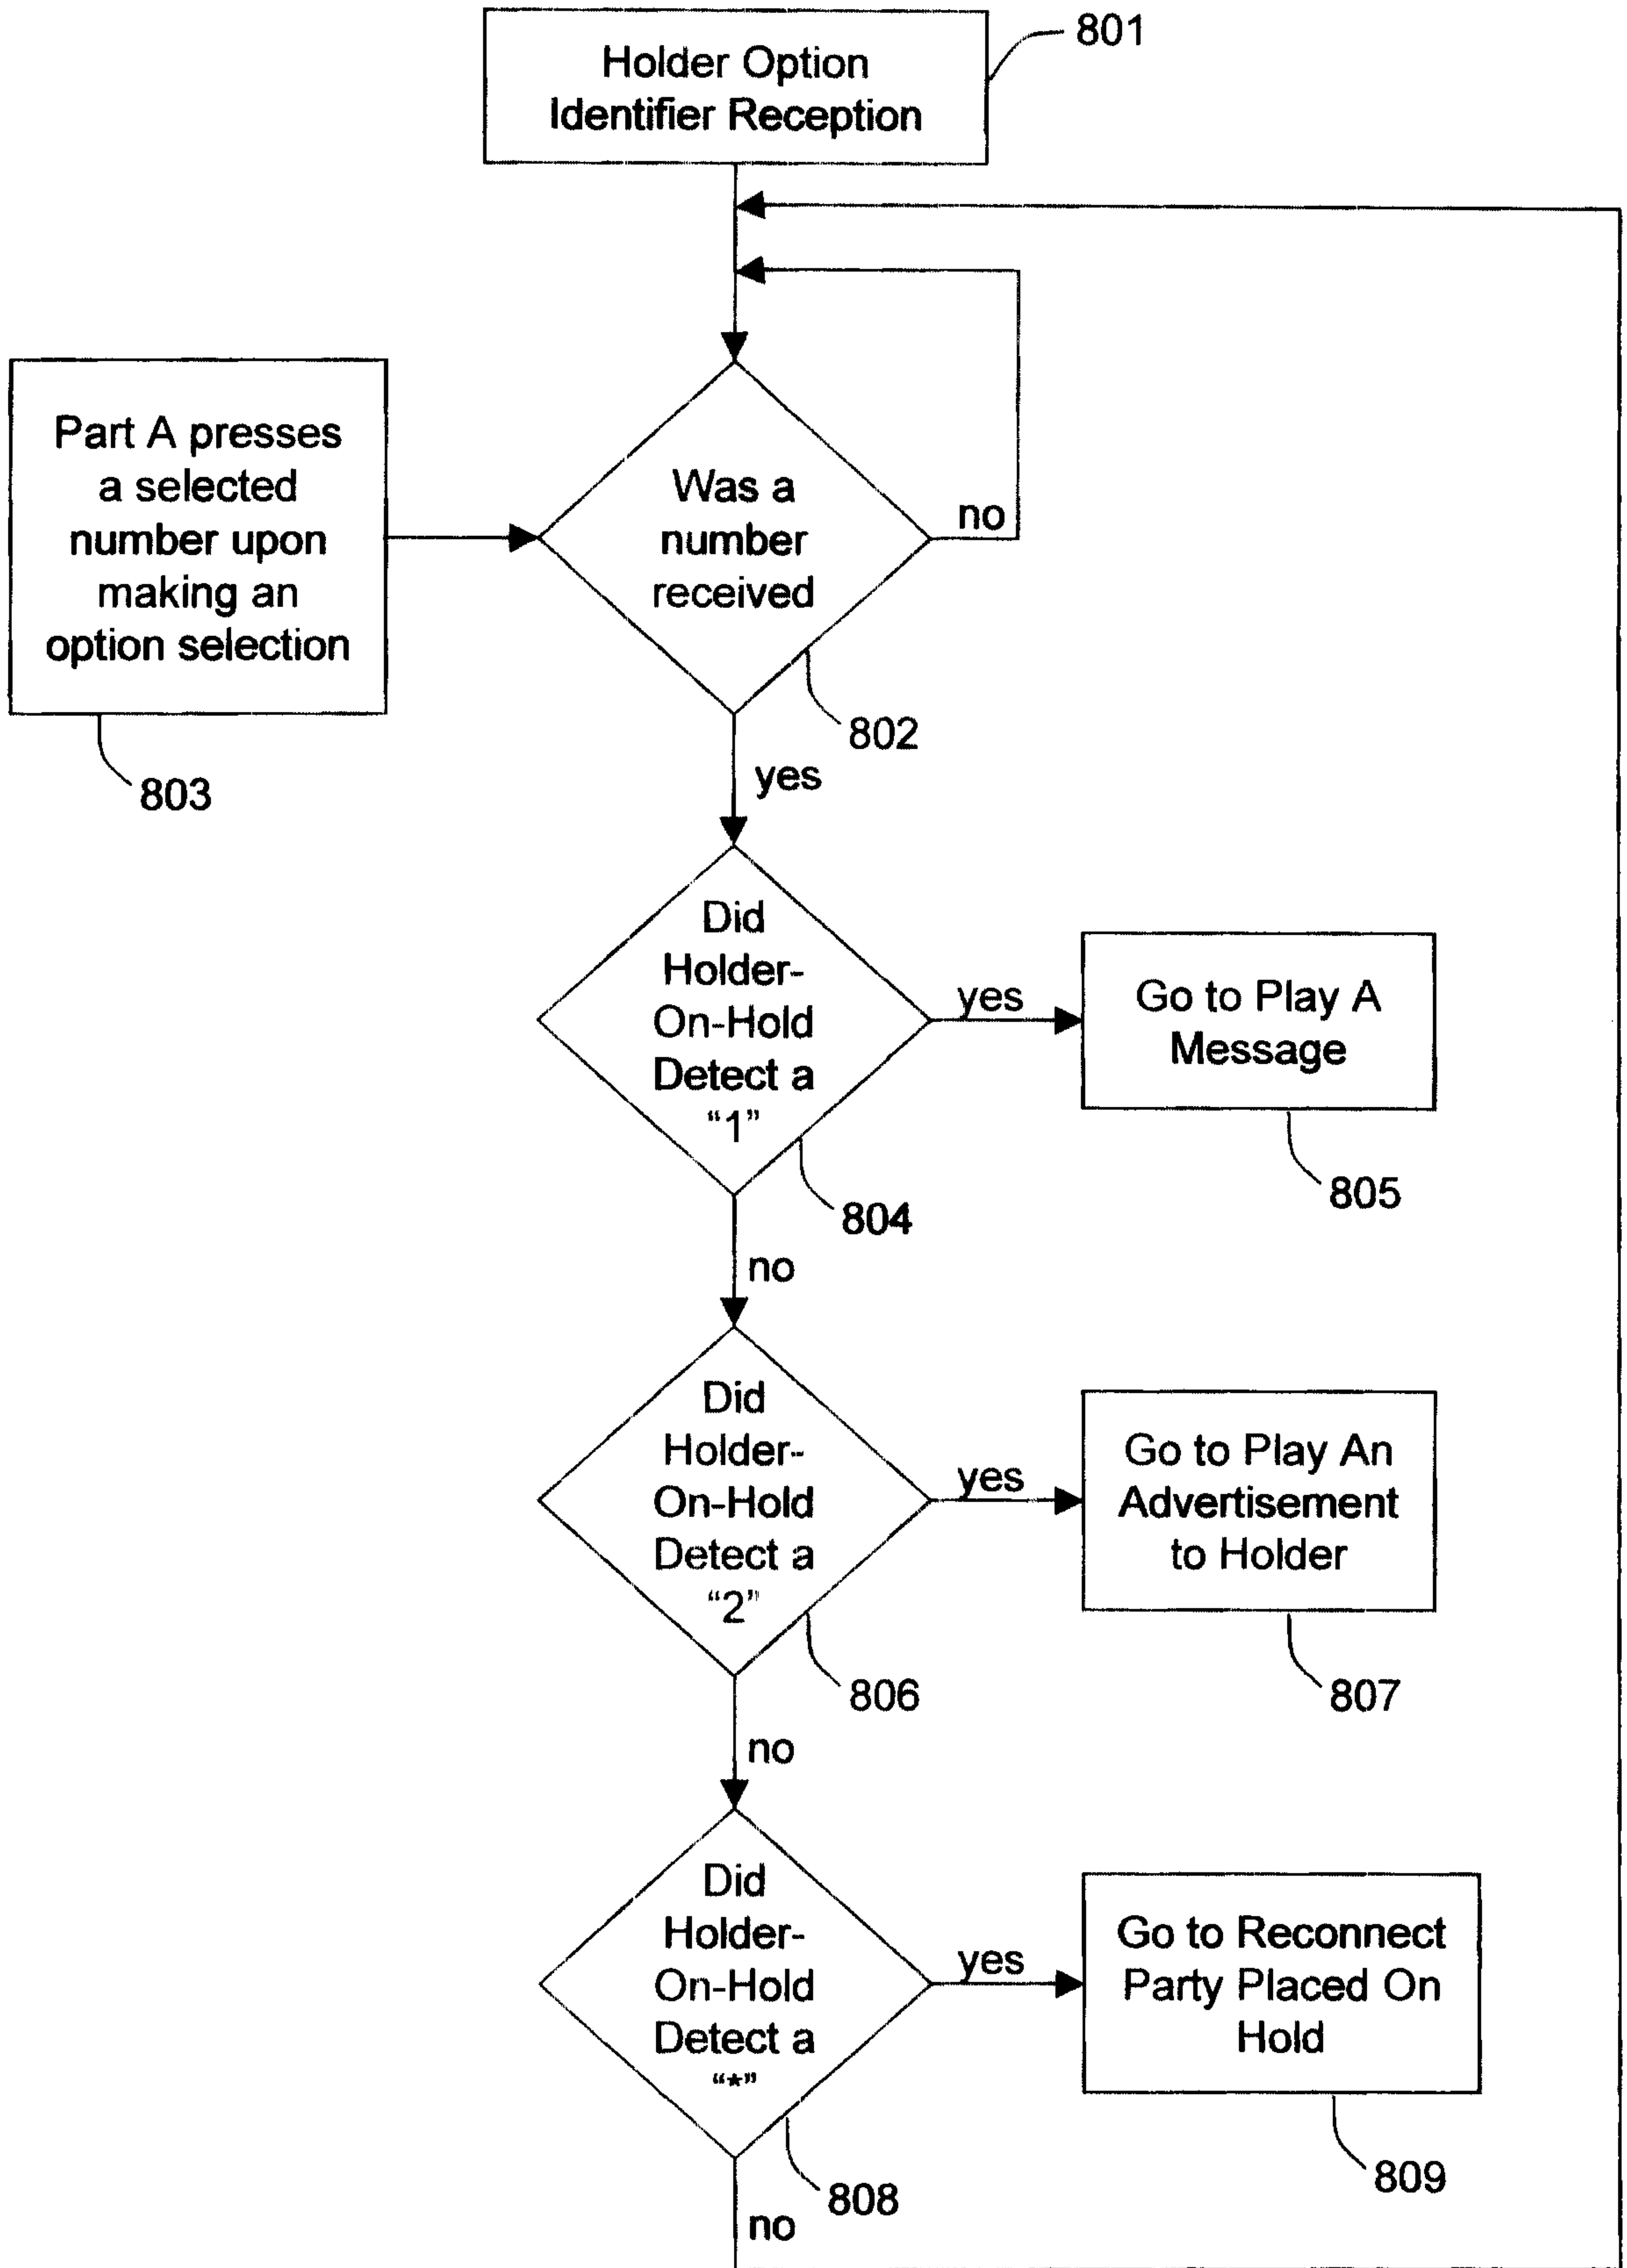 Holder Option
Identifier Reception
801
Part A presses
a selected
number upon
making an
option selection
803
Was a
number
received
no
802
yes
Did
Holder-
On-Hold
Detect a
“1”
yes
Go to Play A
Message
805
804
no
Did
Holder-
On-Hold
Detect a
“2”
yes
Go to Play An
Advertisement
to Holder
807
806
no
Did
Holder-
On-Hold
Detect a
“*”
yes
Go to Reconnect
Party Placed On
Hold
809
808
no